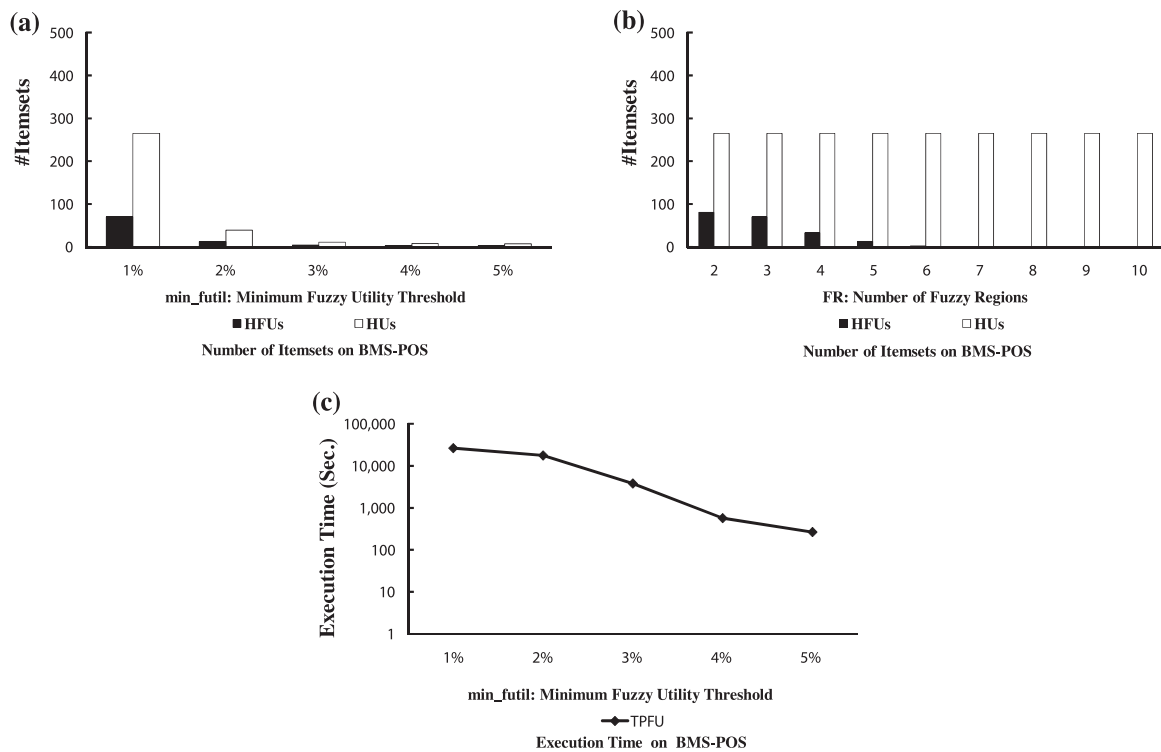 (a)
500
400
300
200
100
0
#Itemsets
1% 2% 3% 4% 5%
min_futil: Minimum Fuzzy Utility Threshold
HFUs HUs
Number of Itemsets on BMS-POS
(b)
500
400
300
200
100
0
#Itemsets
2 3 4 5 6 7 8 9 10
FR: Number of Fuzzy Regions
HFUs HUs
Number of Itemsets on BMS-POS
(c)
100,000
10,000
1,000
100
10
1
Execution Time (Sec.)
1% 2% 3% 4% 5%
min_futil: Minimum Fuzzy Utility Threshold
TPFU
Execution Time on BMS-POS